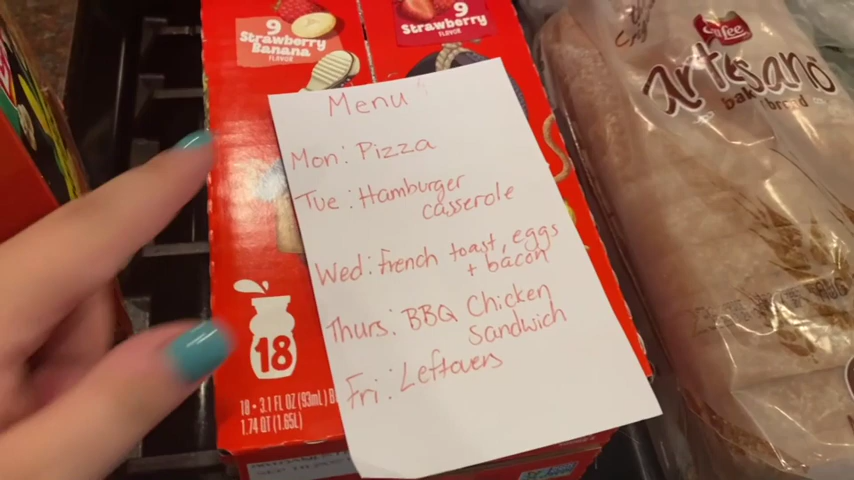 9
Strawberry
Banana
FLAVOR
9
Strawberry
FLAVOR
Menu
Mon: Pizza
Tue: Hamburger
casserole
Wed: French toast, eggs
+ bacon
Thurs: BBQ Chicken
Sandwich
Fri: Leftovers
18
18 • 3.1 FL OZ (93mL) B
1.74 QT (1.65L)
Artesano
bakery bread